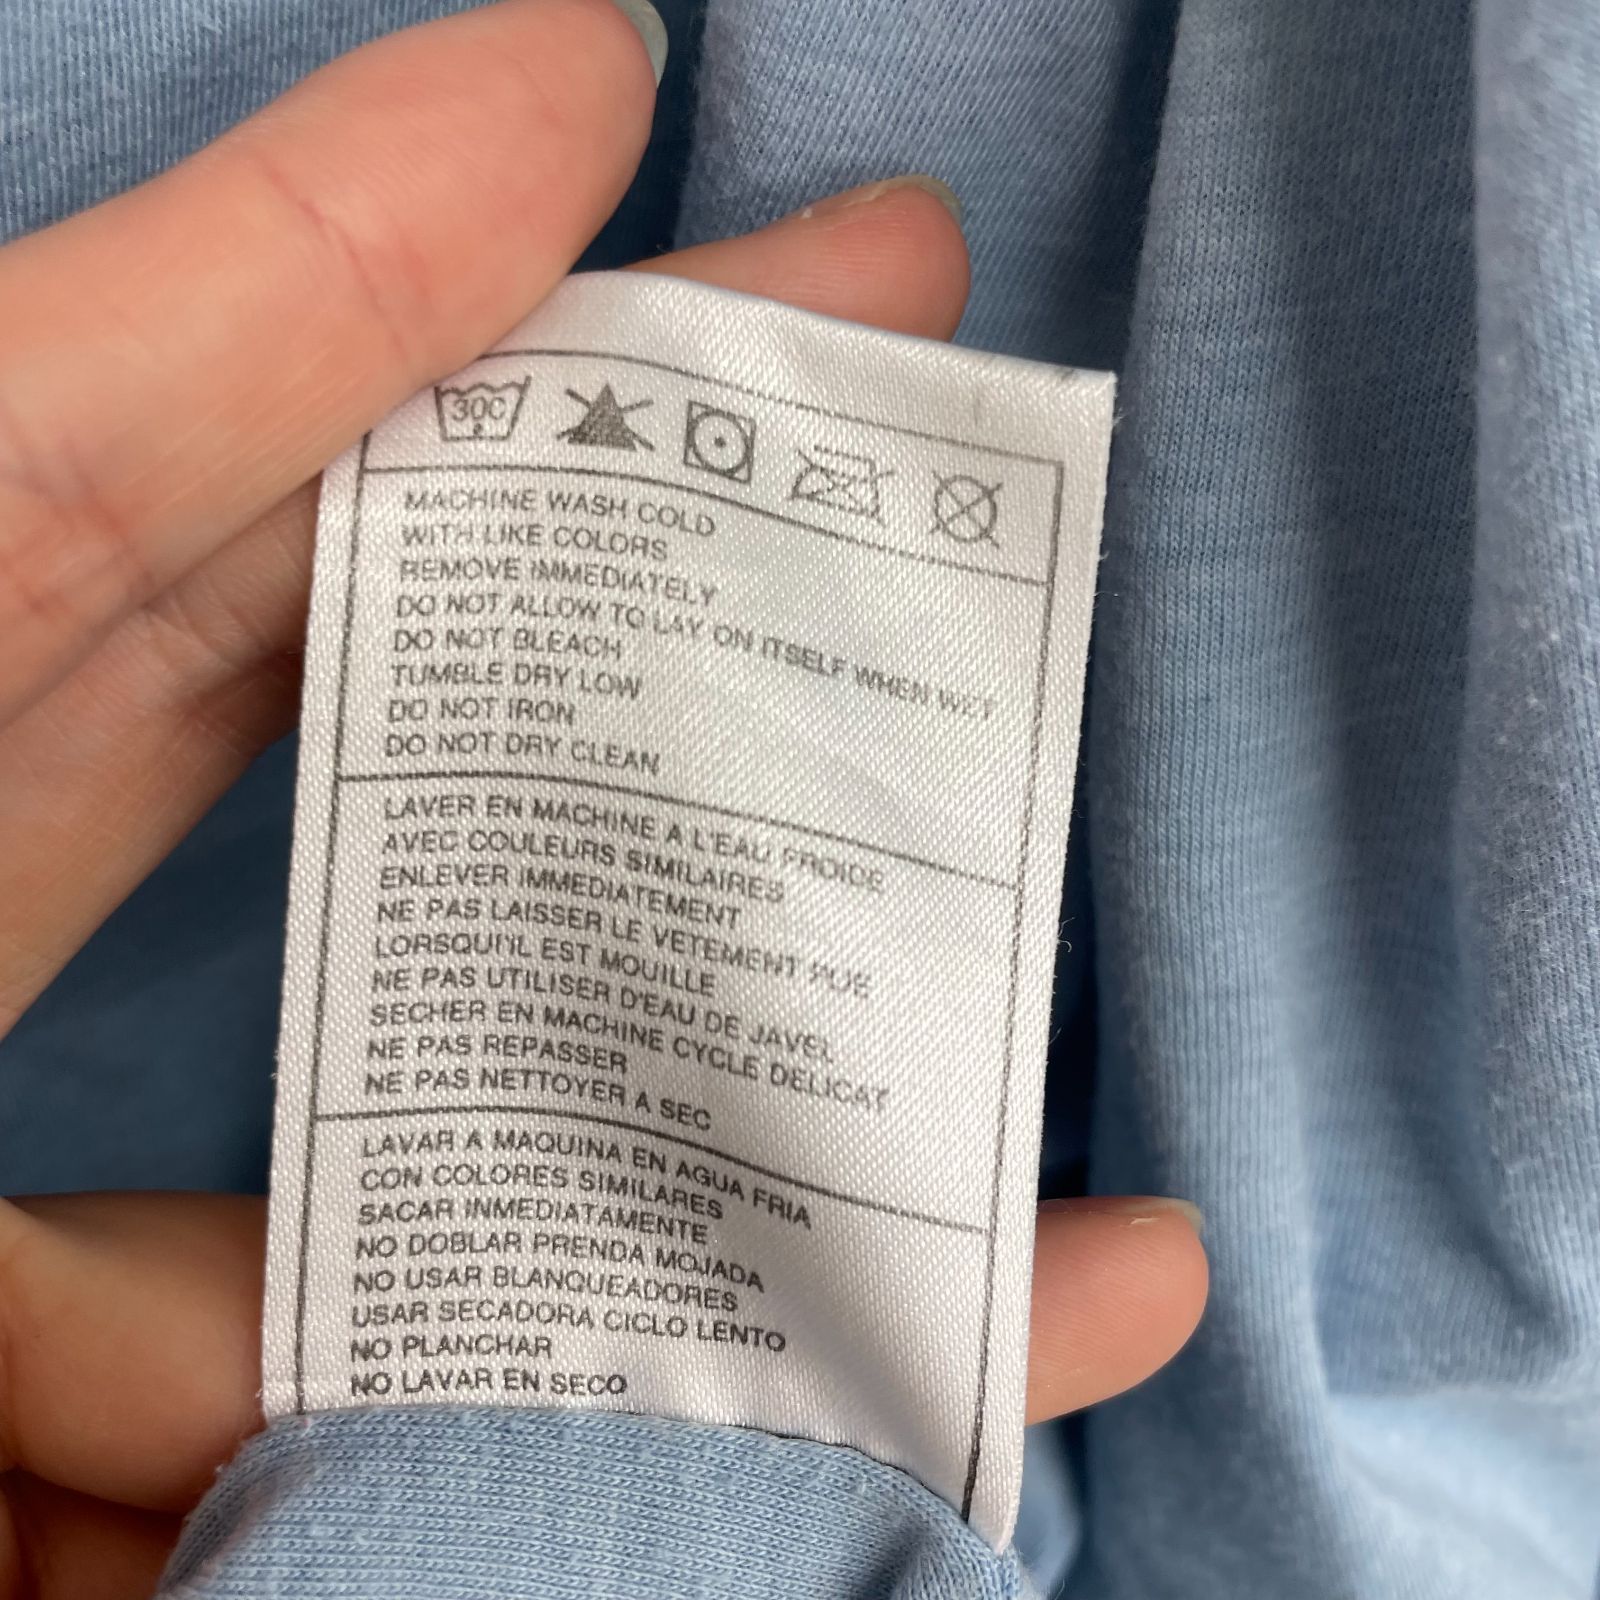 30C
MACHINE WASH COLD
WITH LIKE COLORS
REMOVE IMMEDIATELY
DO NOT ALLOW TO LAY ON ITSELF WHEN WET
DO NOT BLEACH
TUMBLE DRY LOW
DO NOT IRON
DO NOT DRY CLEAN
LAVER EN MACHINE A L'EAU FROIDE
AVEC COULEURS SIMILAIRES
ENLEVER IMMEDIATEMENT
NE PAS LAISSER LE VETEMENT PLIE
LORSQU'IL EST MOUILLE
NE PAS UTILISER D'EAU DE JAVEL
SECHER EN MACHINE CYCLE DELICAT
NE PAS REPASSER
NE PAS NETTOYER A SEC
LAVAR A MAQUINA EN AGUA FRIA
CON COLORES SIMILARES
SACAR INMEDIATAMENTE
NO DOBLAR PRENDA MOJADA
NO USAR BLANQUEADORES
USAR SECADORA CICLO LENTO
NO PLANCHAR
NO LAVAR EN SECO